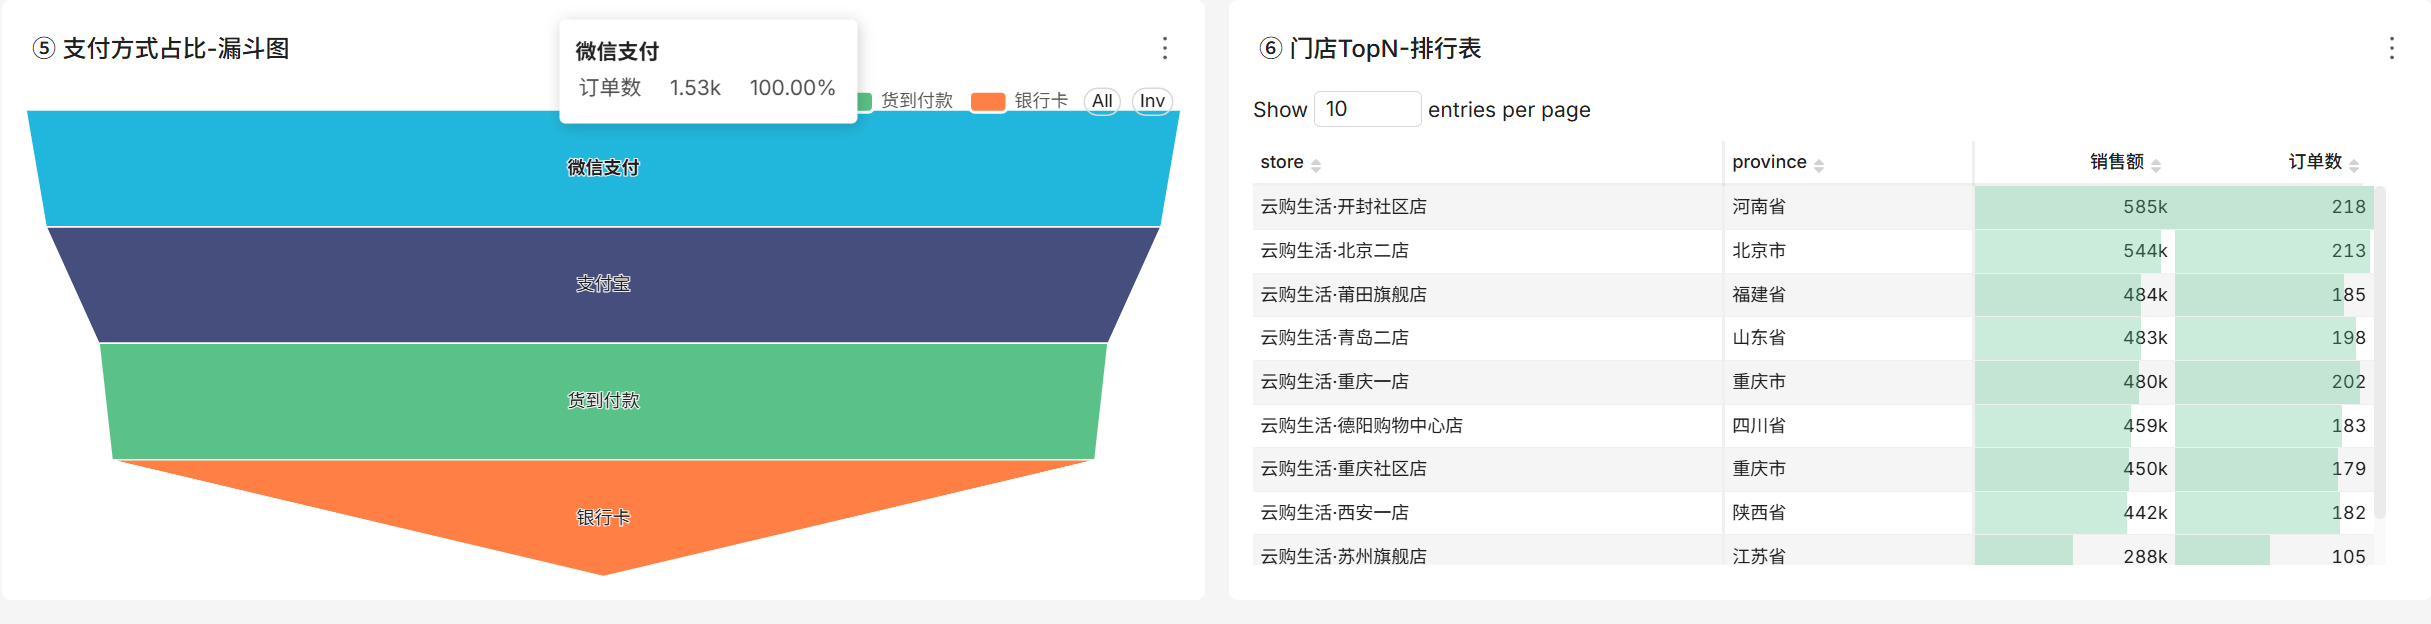 ⑤ 支付方式占比-漏斗图
微信支付
订单数 1.53k 100.00%
货到付款 银行卡 All Inv
微信支付
支付宝
货到付款
银行卡
⑥ 门店TopN-排行表
Show 10 entries per page
store province 销售额 订单数
云购生活·开封社区店 河南省 585k 218
云购生活·北京二店 北京市 544k 213
云购生活·莆田旗舰店 福建省 484k 185
云购生活·青岛二店 山东省 483k 198
云购生活·重庆一店 重庆市 480k 202
云购生活·德阳购物中心店 四川省 459k 183
云购生活·重庆社区店 重庆市 450k 179
云购生活·西安一店 陕西省 442k 182
云购生活·苏州旗舰店 江苏省 288k 105